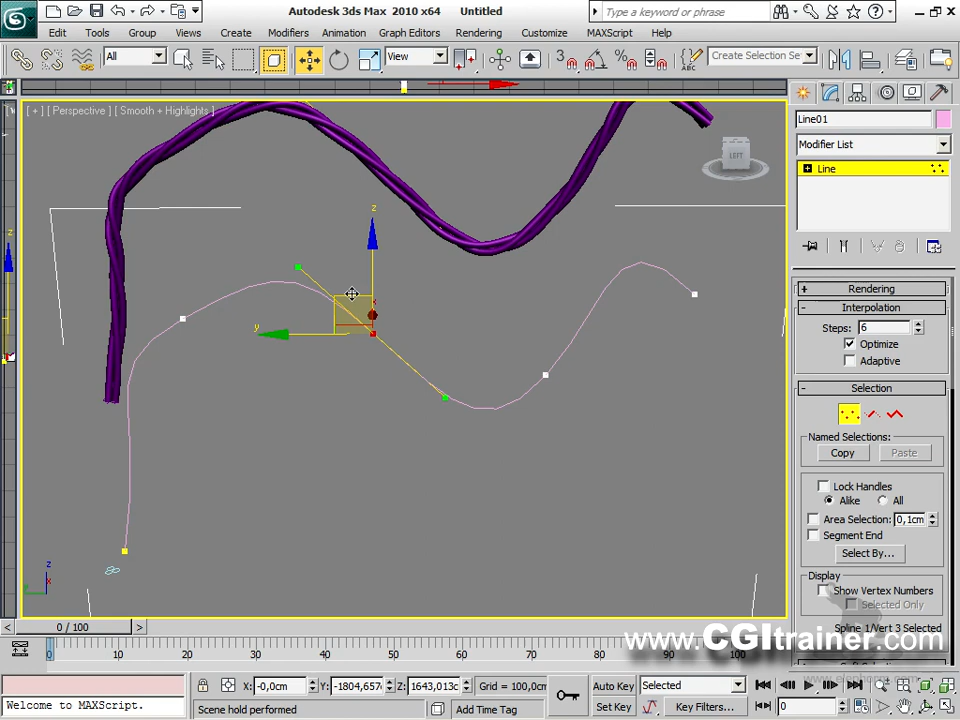 Autodesk 3ds Max 2010 x64 Untitled
Type a keyword or phrase
Edit Tools Group Views Create Modifiers Animation Graph Editors Rendering Customize MAXScript Help
All
View
3
Create Selection Se
[ + ] [ Perspective ] [ Smooth + Highlights ]
LEFT
z
y
z
z
x
Line01
Modifier List
Line
+ Rendering
- Interpolation
Steps: 6
Optimize
Adaptive
- Selection
Named Selections:
Copy Paste
Lock Handles
Alike All
Area Selection: 0,1cm
Segment End
Select By...
Display
Show Vertex Numbers
Selected Only
Spline 1/Vert 3 Selected
www.CGItrainer.com
< 0 / 100 >
0 10 20 30 40 50 60 70 80 90 100
X: -0,0cm Y: -1804,657 Z: 1643,013c Grid = 100,0cm
Auto Key Selected
Welcome to MAXScript.
Scene hold performed
Add Time Tag
Set Key Key Filters... 0